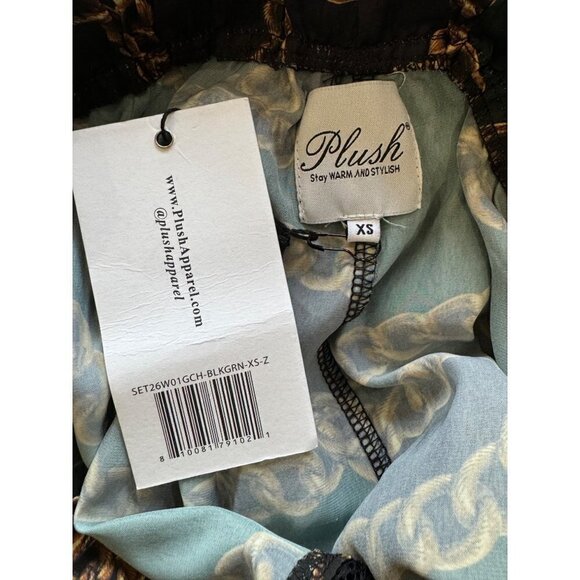 Plush®
Stay WARM AND STYLISH
XS
www.PlushApparel.com
@plushapparel
SET26W01GCH-BLKGRN-XS-Z
8 10081 79102 1